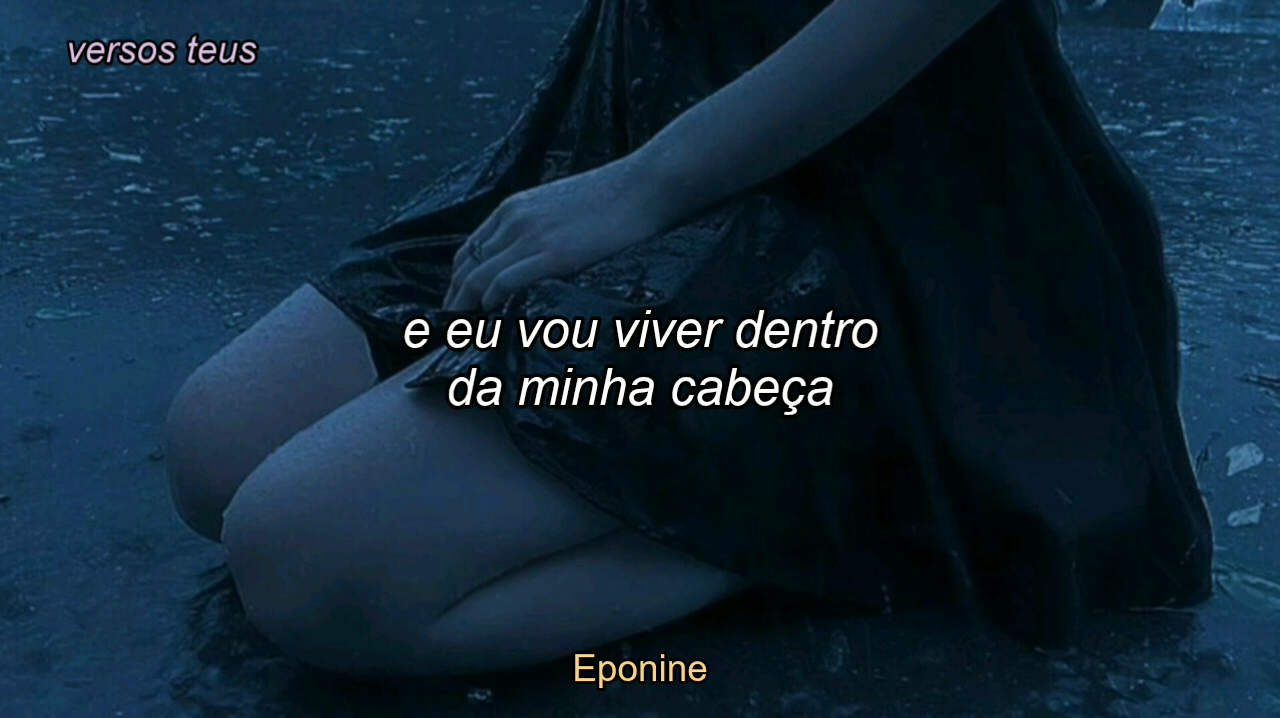 versos teus
e eu vou viver dentro
da minha cabeça
Eponine